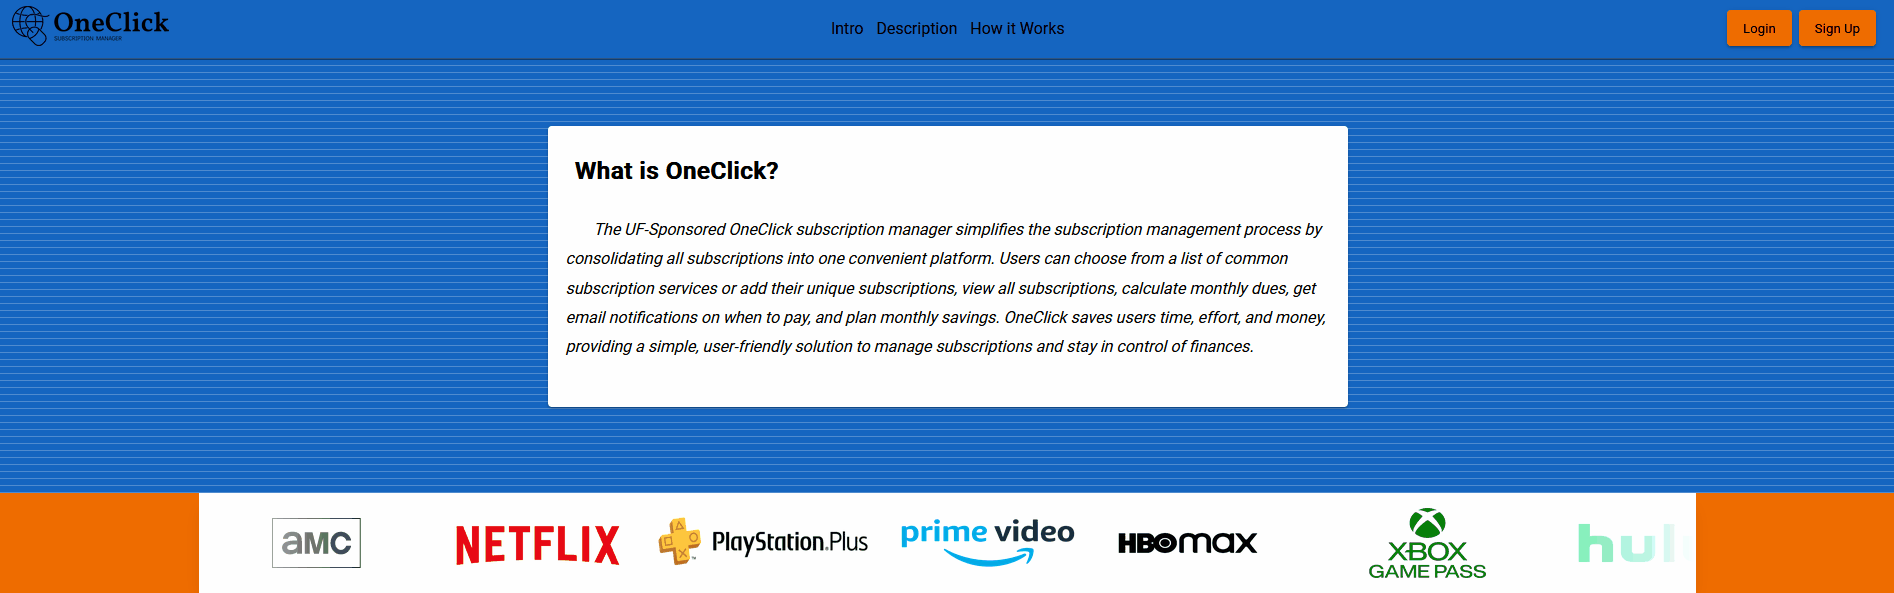 OneClick
SUBSCRIPTION MANAGER
Intro Description How it Works
Login Sign Up
What is OneClick?
The UF-Sponsored OneClick subscription manager simplifies the subscription management process by
consolidating all subscriptions into one convenient platform. Users can choose from a list of common
subscription services or add their unique subscriptions, view all subscriptions, calculate monthly dues, get
email notifications on when to pay, and plan monthly savings. OneClick saves users time, effort, and money,
providing a simple, user-friendly solution to manage subscriptions and stay in control of finances.
aMC
NETFLIX
PlayStation.Plus
prime video
HBOmax
XBOX
GAME PASS
hul